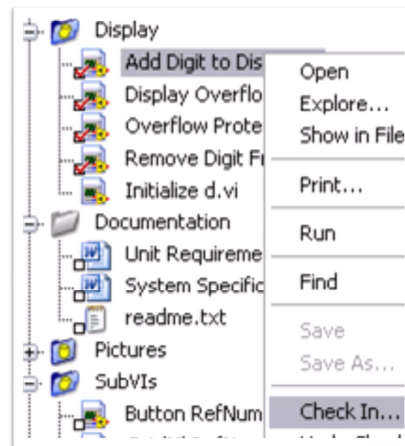 Display
Add Digit to Dis
Display Overflo
Overflow Prote
Remove Digit F
Initialize d.vi
Documentation
Unit Requireme
System Specific
readme.txt
Pictures
SubVIs
Button RefNum
Open
Explore...
Show in File
Print...
Run
Find
Save
Save As...
Check In...